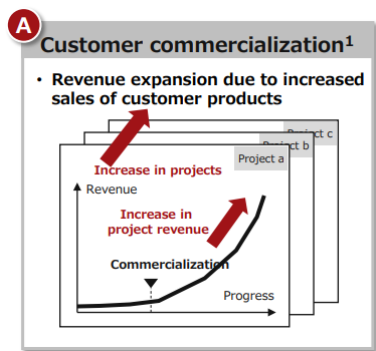 A
Customer commercialization1
• Revenue expansion due to increased
sales of customer products
Project c
Project b
Project a
Increase in projects
Revenue
Increase in
project revenue
Commercialization
Progress